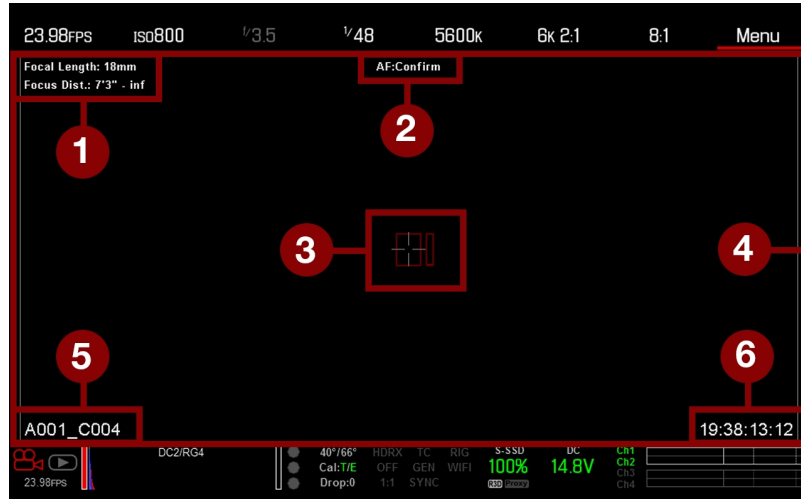 23.98FPS ISO800 f/3.5 1/48 5600K 6K 2:1 8:1 Menu
Focal Length: 18mm
Focus Dist.: 7'3" - inf
AF:Confirm
1
2
3
4
5
6
A001_C004
19:38:13:12
DC2/RG4
23.98FPS
40°/66° HDRX TC RIG
Cal:T/E OFF GEN WIFI
Drop:0 1:1 SYNC
S-SSD
100%
R3D Proxy
DC
14.8V
Ch1
Ch2
Ch3
Ch4